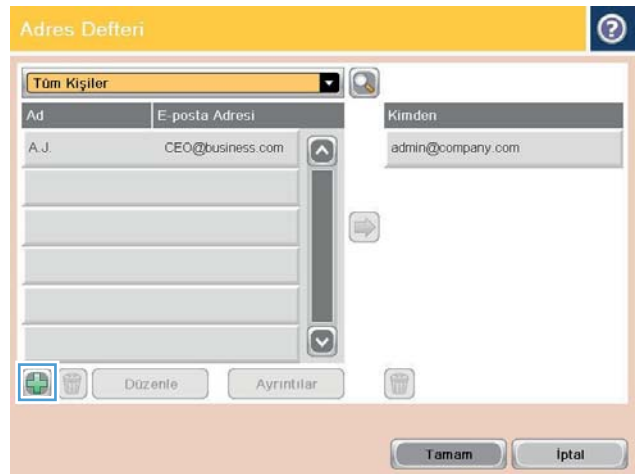 Adres Defteri
Tüm Kişiler
Ad E-posta Adresi Kimden
A.J. CEO@business.com admin@company.com
Düzenle Ayrıntılar
Tamam İptal